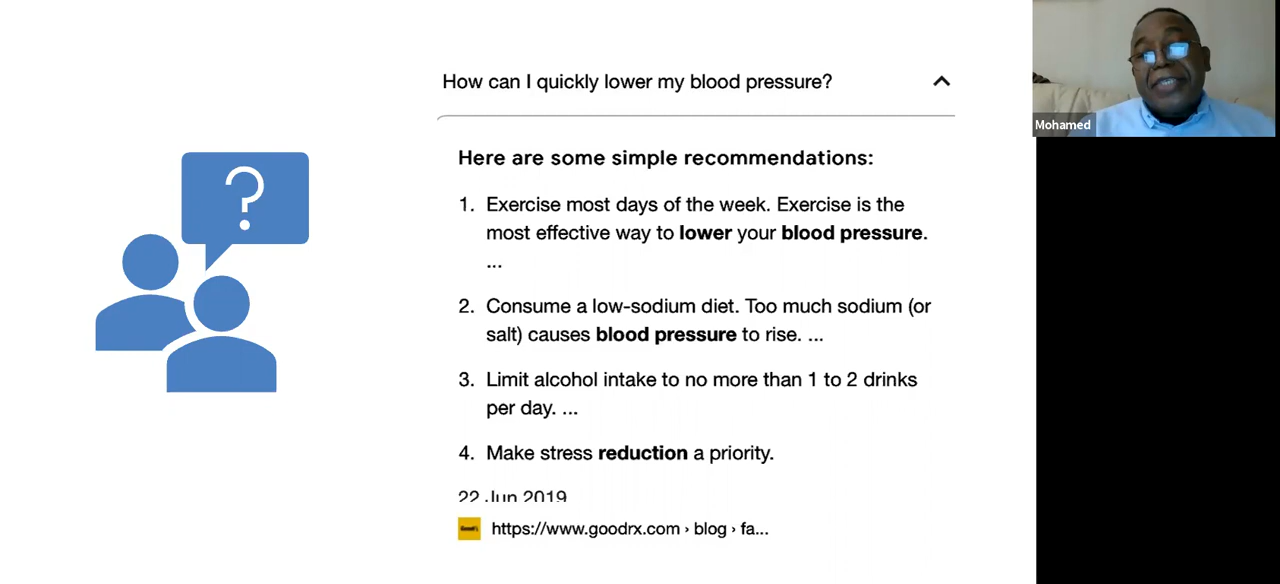 How can I quickly lower my blood pressure?
Here are some simple recommendations:
1. Exercise most days of the week. Exercise is the
most effective way to lower your blood pressure.
...
2. Consume a low-sodium diet. Too much sodium (or
salt) causes blood pressure to rise. ...
3. Limit alcohol intake to no more than 1 to 2 drinks
per day. ...
4. Make stress reduction a priority.
22 Jun 2019
https://www.goodrx.com › blog › fa...
?
Mohamed